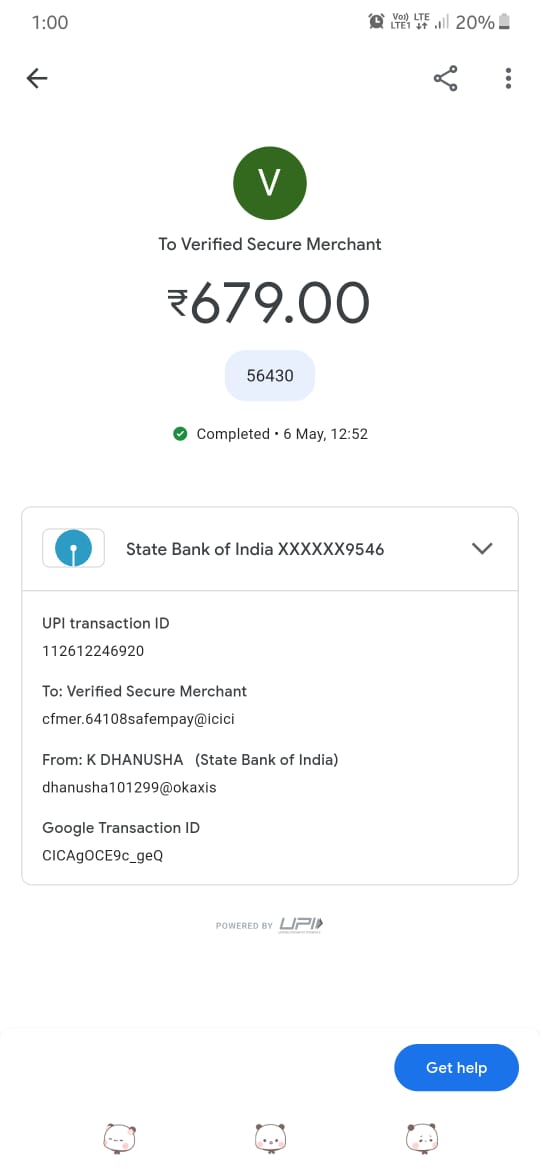 1:00
Vo)) LTE
LTE1
20%
V
To Verified Secure Merchant
₹679.00
56430
Completed • 6 May, 12:52
State Bank of India XXXXXX9546
UPI transaction ID
112612246920
To: Verified Secure Merchant
cfmer.64108safempay@icici
From: K DHANUSHA (State Bank of India)
dhanusha101299@okaxis
Google Transaction ID
CICAgOCE9c_geQ
POWERED BY UPI
Get help